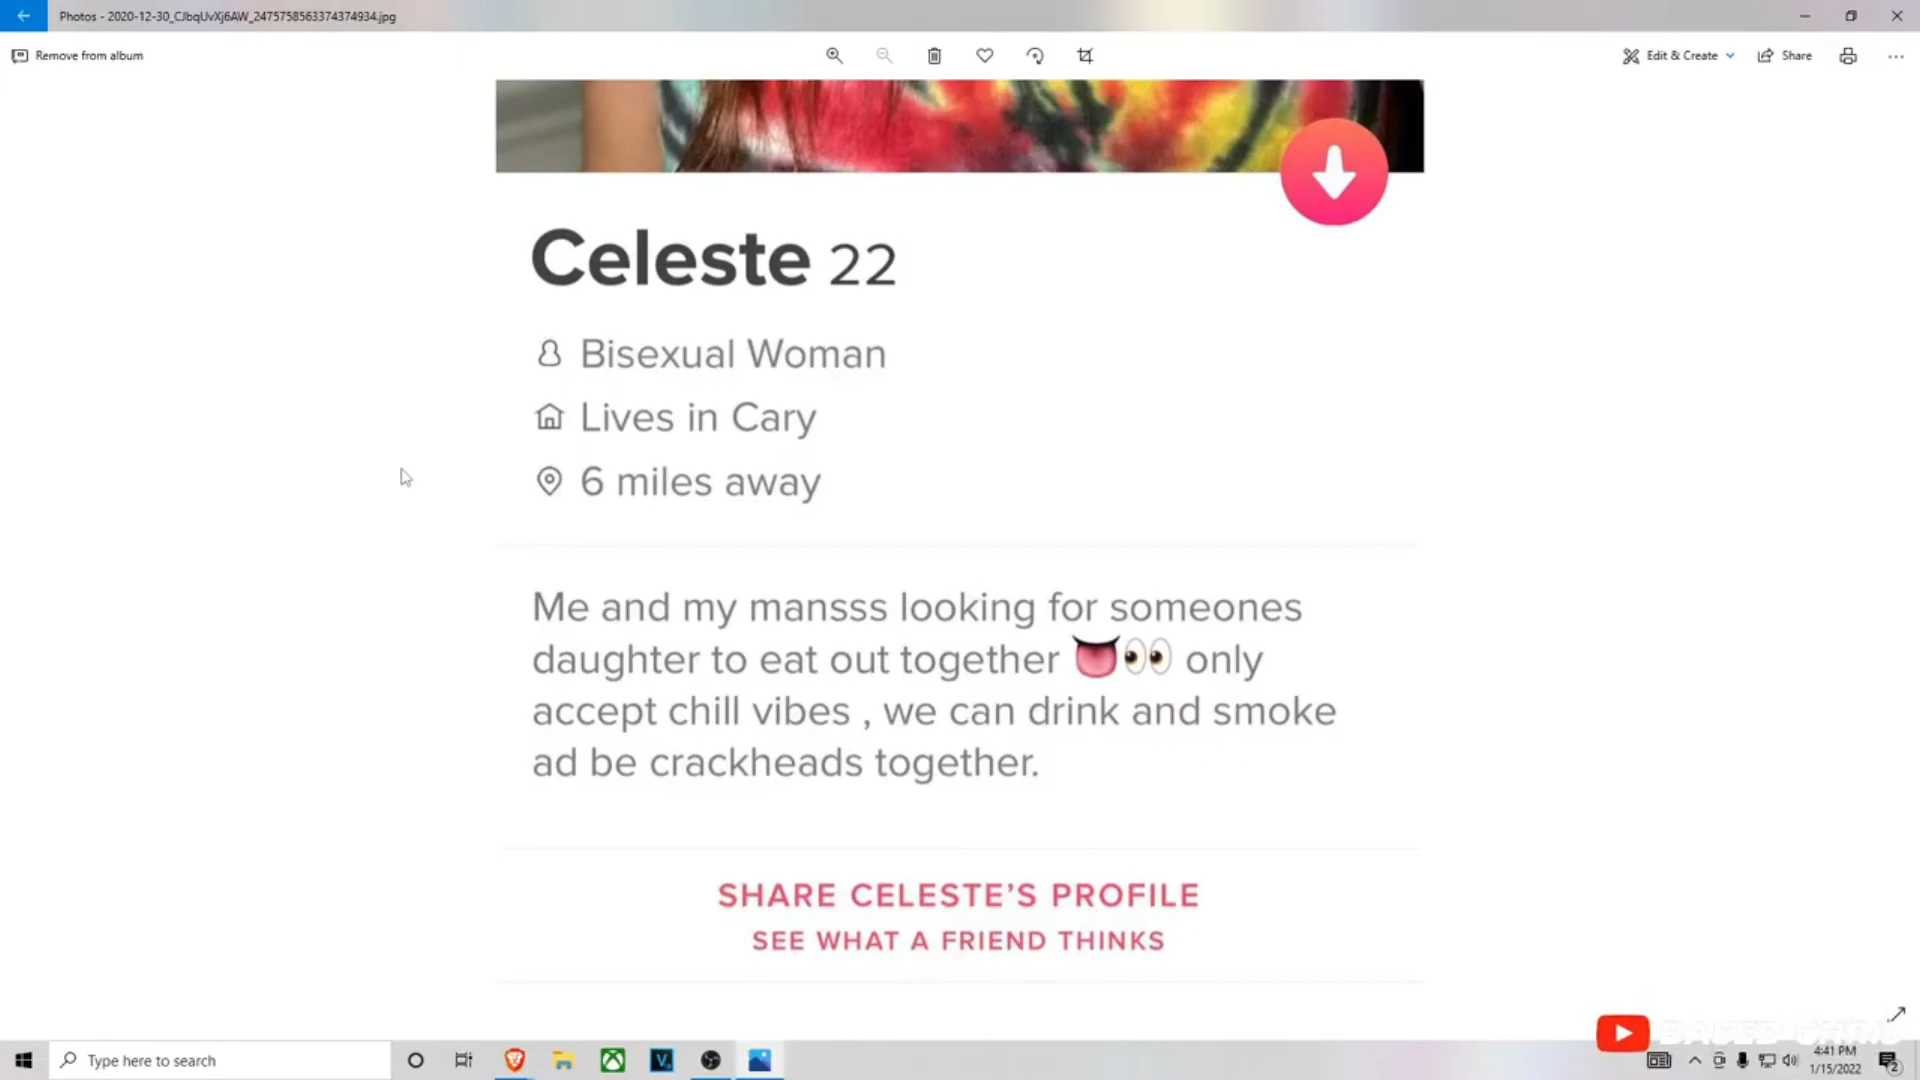 Photos - 2020-12-30_CJbqUvXj6AW_2475758563374374934.jpg
Remove from album
Edit & Create
Share
Celeste 22
Bisexual Woman
Lives in Cary
6 miles away
Me and my mansss looking for someones
daughter to eat out together 👅👀 only
accept chill vibes , we can drink and smoke
ad be crackheads together.
SHARE CELESTE’S PROFILE
SEE WHAT A FRIEND THINKS
Type here to search
4:41 PM
1/15/2022
2